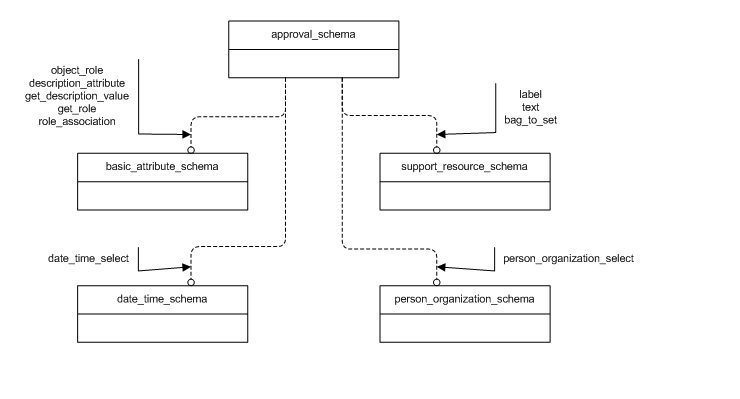 approval_schema
object_role
description_attribute
get_description_value
get_role
role_association
label
text
bag_to_set
basic_attribute_schema
support_resource_schema
date_time_select
person_organization_select
date_time_schema
person_organization_schema